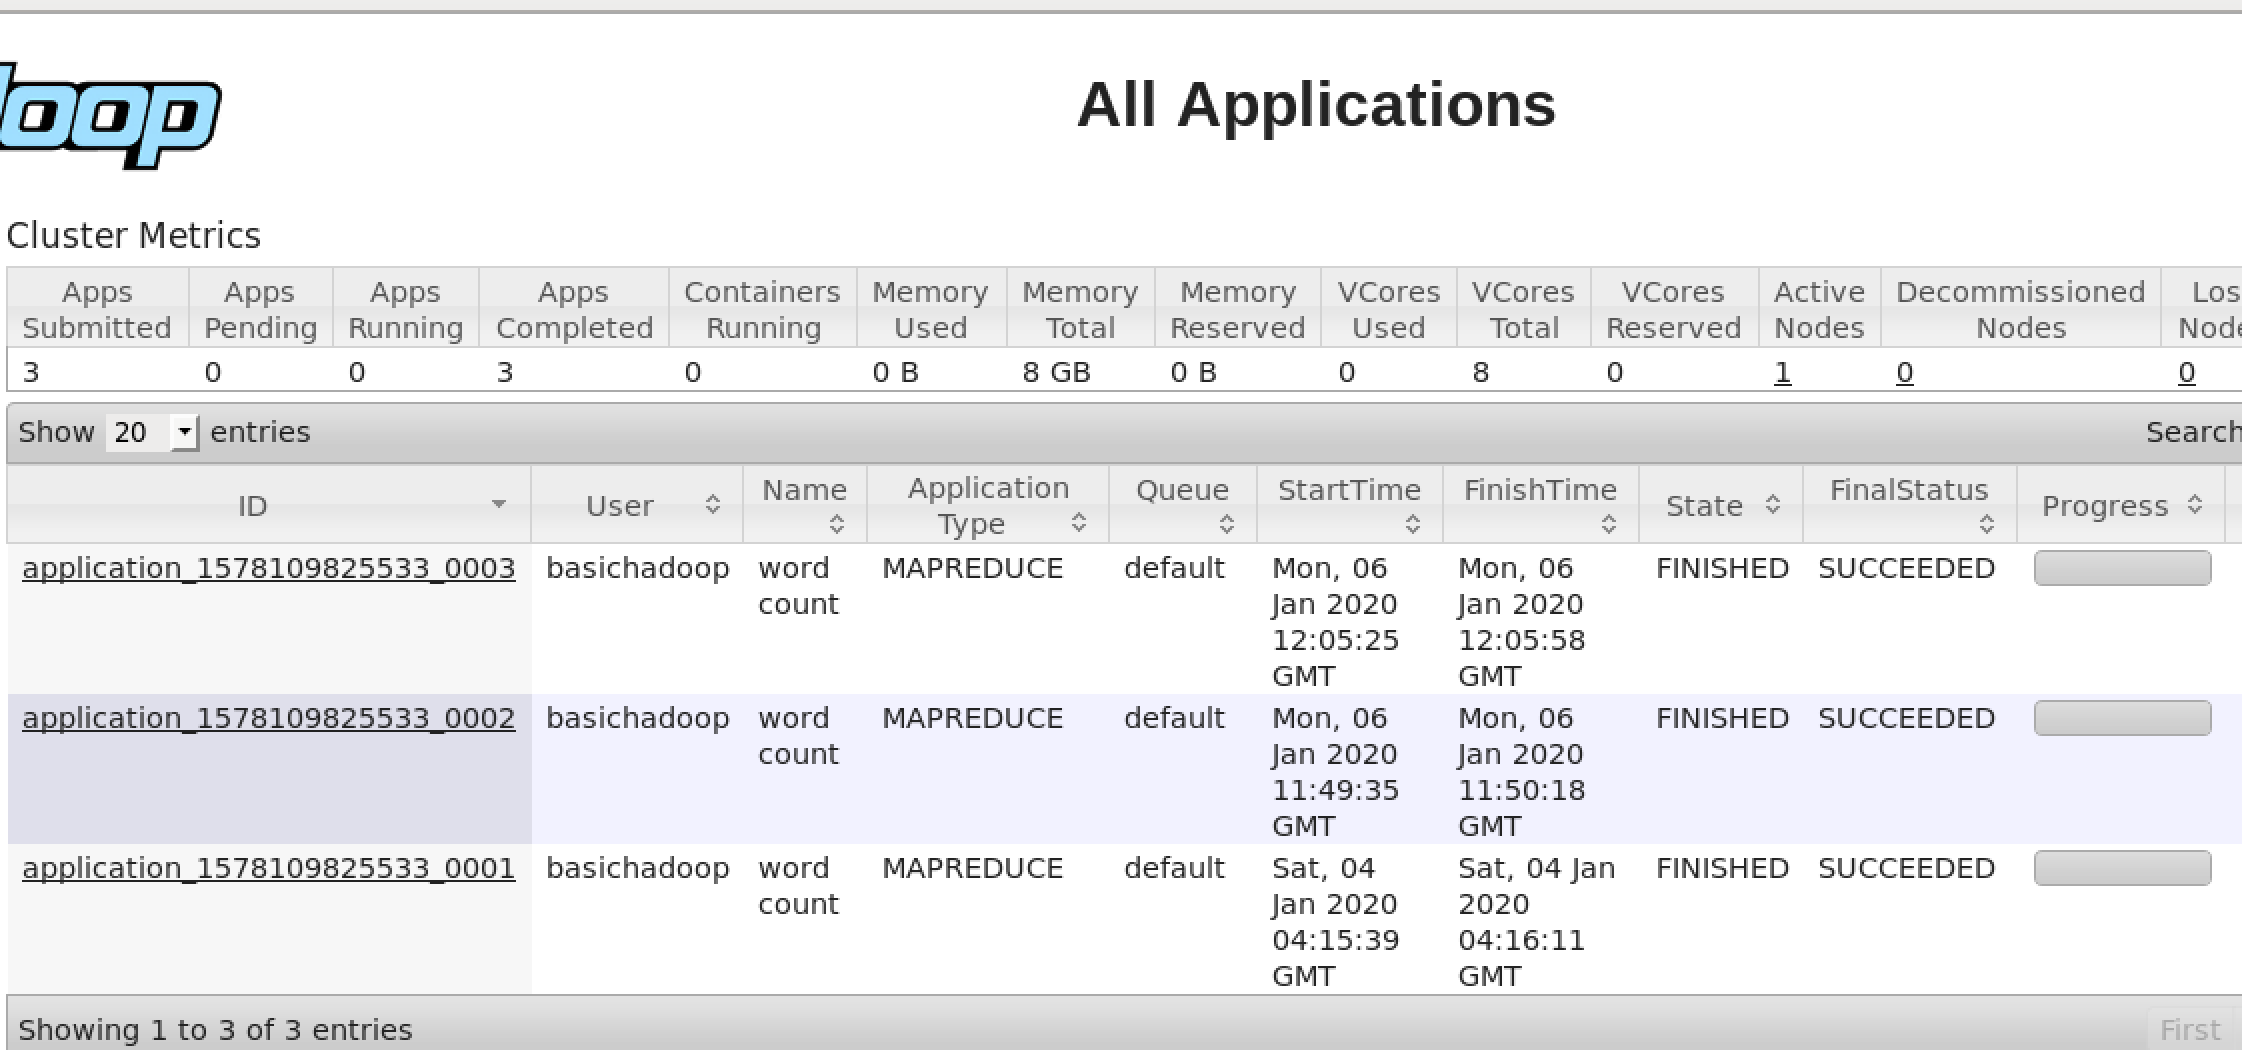 loop
All Applications
Cluster Metrics
Apps Submitted Apps Pending Apps Running Apps Completed Containers Running Memory Used Memory Total Memory Reserved VCores Used VCores Total VCores Reserved Active Nodes Decommissioned Nodes
3 0 0 3 0 0 B 8 GB 0 B 0 8 0 1 0 0
Show 20 entries Search
ID User Name Application Type Queue StartTime FinishTime State FinalStatus Progress
application_1578109825533_0003 basichadoop word count MAPREDUCE default Mon, 06 Jan 2020 12:05:25 GMT Mon, 06 Jan 2020 12:05:58 GMT FINISHED SUCCEEDED
application_1578109825533_0002 basichadoop word count MAPREDUCE default Mon, 06 Jan 2020 11:49:35 GMT Mon, 06 Jan 2020 11:50:18 GMT FINISHED SUCCEEDED
application_1578109825533_0001 basichadoop word count MAPREDUCE default Sat, 04 Jan 2020 04:15:39 GMT Sat, 04 Jan 2020 04:16:11 GMT FINISHED SUCCEEDED
Showing 1 to 3 of 3 entries First